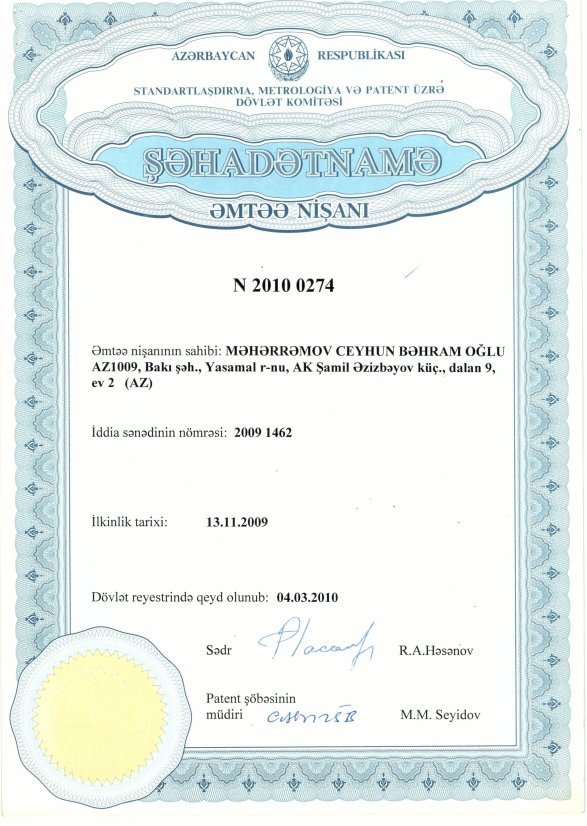 AZƏRBAYCAN RESPUBLİKASI
STANDARTLAŞDIRMA, METROLOGİYA VƏ PATENT ÜZRƏ
DÖVLƏT KOMİTƏSİ
ŞƏHADƏTNAMƏ
ƏMTƏƏ NİŞANI
N 2010 0274
Əmtəə nişanının sahibi: MƏHƏRRƏMOV CEYHUN BƏHRAM OĞLU
AZ1009, Bakı şəh., Yasamal r-nu, AK Şamil Əzizbəyov küç., dalan 9,
ev 2 (AZ)
İddia sənədinin nömrəsi: 2009 1462
İlkinlik tarixi: 13.11.2009
Dövlət reyestrində qeyd olunub: 04.03.2010
Sədr R.A.Həsənov
Patent şöbəsinin
müdiri M.M. Seyidov